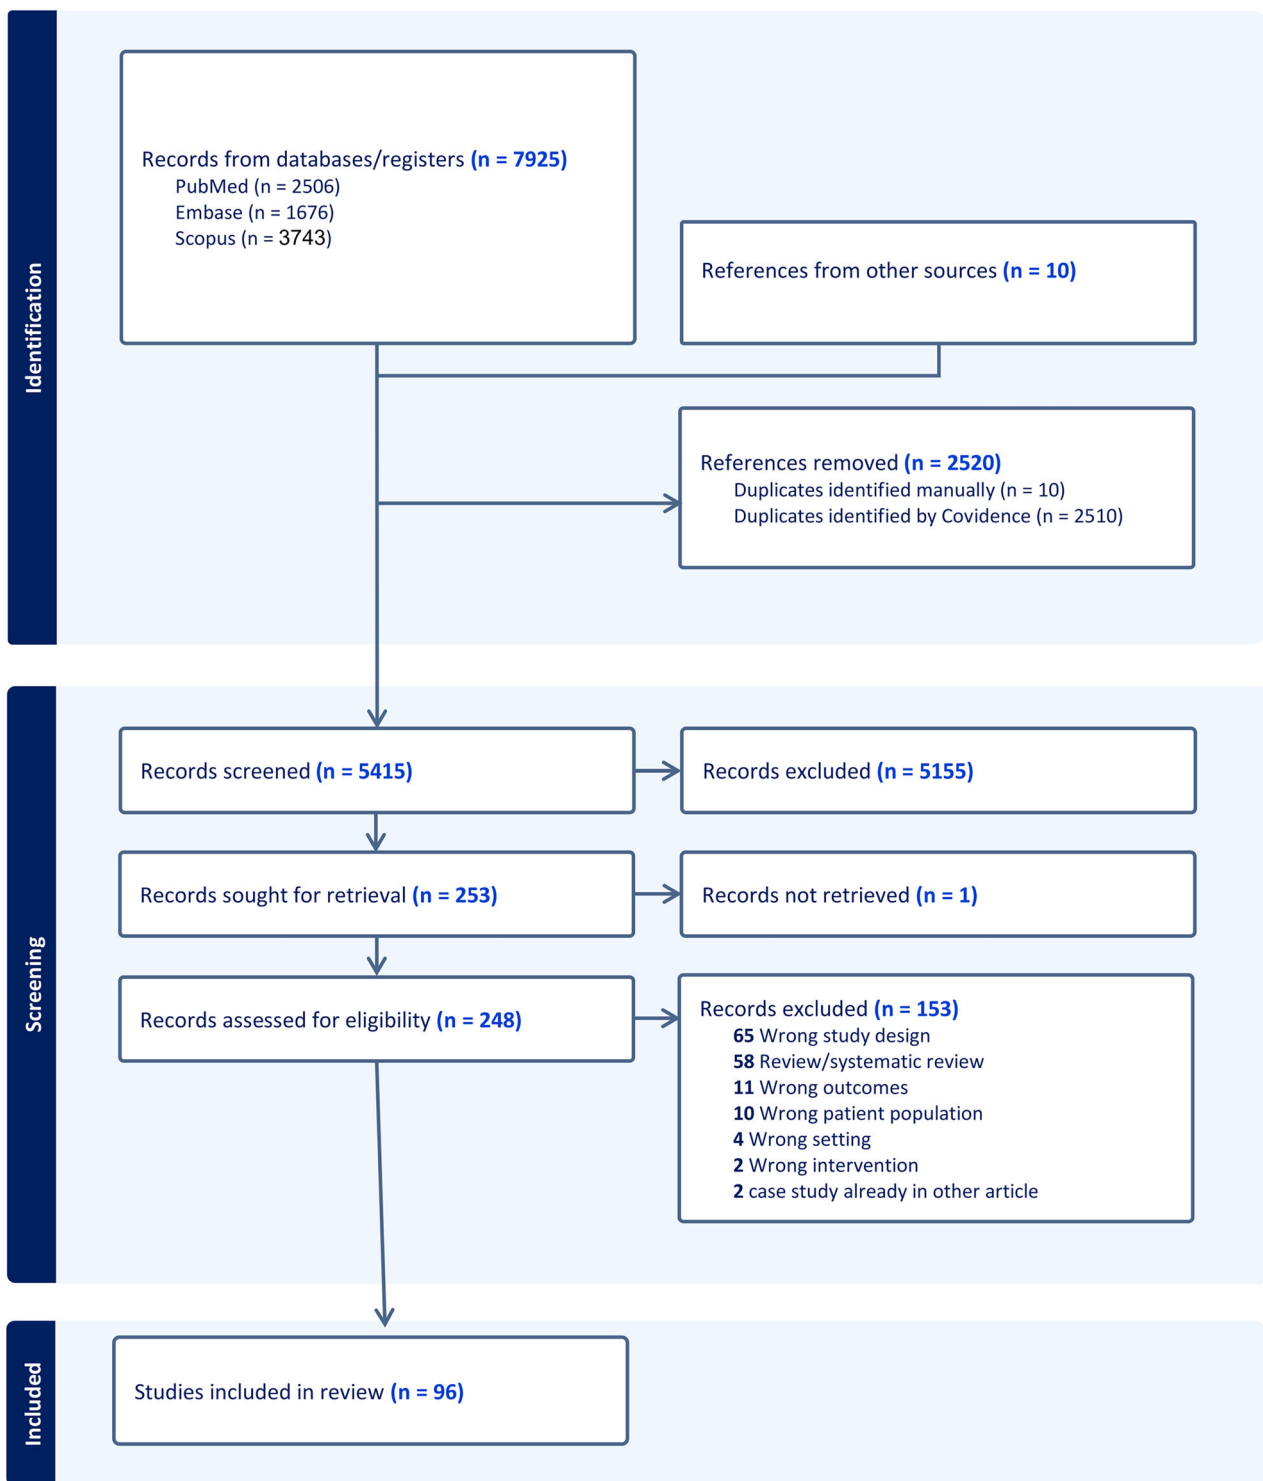 Identification
Records from databases/registers (n = 7925)
PubMed (n = 2506)
Embase (n = 1676)
Scopus (n = 3743)
References from other sources (n = 10)
References removed (n = 2520)
Duplicates identified manually (n = 10)
Duplicates identified by Covidence (n = 2510)
Screening
Records screened (n = 5415)
Records excluded (n = 5155)
Records sought for retrieval (n = 253)
Records not retrieved (n = 1)
Records assessed for eligibility (n = 248)
Records excluded (n = 153)
65 Wrong study design
58 Review/systematic review
11 Wrong outcomes
10 Wrong patient population
4 Wrong setting
2 Wrong intervention
2 case study already in other article
Included
Studies included in review (n = 96)